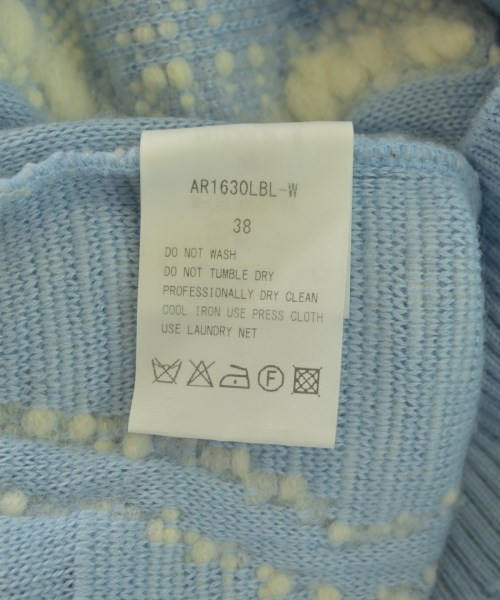 AR1630LBL-W
38
DO NOT WASH
DO NOT TUMBLE DRY
PROFESSIONALLY DRY CLEAN
COOL IRON USE PRESS CLOTH
USE LAUNDRY NET
F